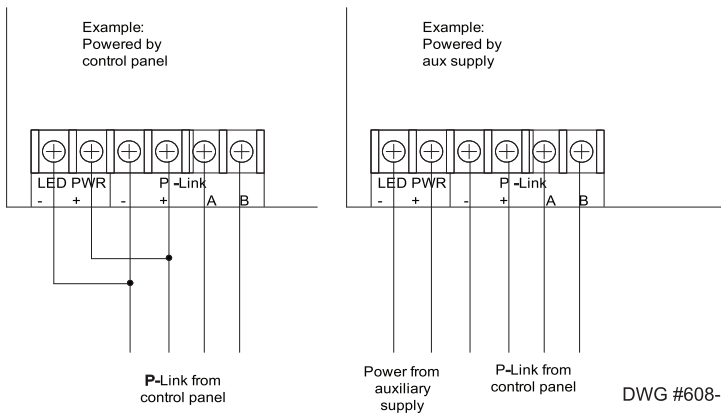 Example:
Powered by
control panel
LED PWR P -Link
- + - + A B
P-Link from
control panel
Example:
Powered by
aux supply
LED PWR P -Link
- + - + A B
Power from
auxiliary
supply
P-Link from
control panel
DWG #608-